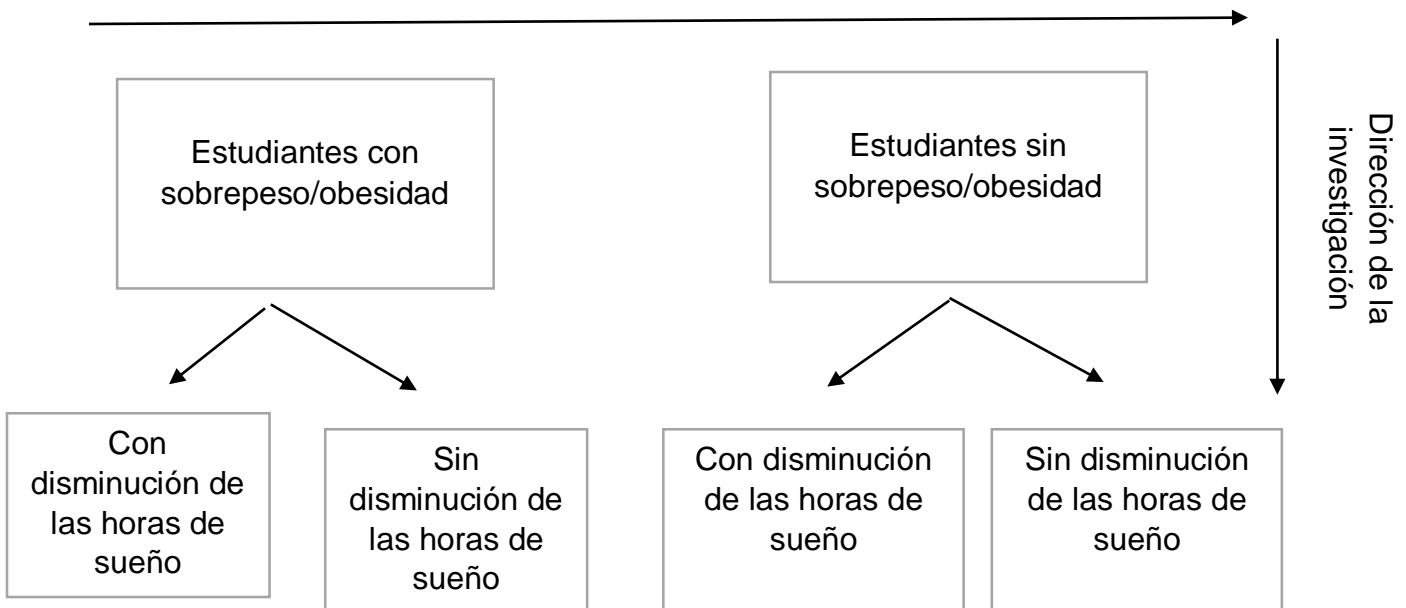 Estudiantes con
sobrepeso/obesidad
Estudiantes sin
sobrepeso/obesidad
Dirección de la
investigación
Con
disminución de
las horas de
sueño
Sin
disminución de
las horas de
sueño
Con disminución
de las horas de
sueño
Sin disminución
de las horas de
sueño